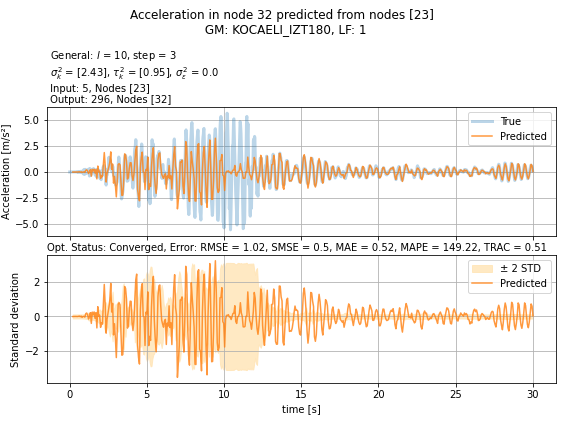 Acceleration in node 32 predicted from nodes [23]
GM: KOCAELI_IZT180, LF: 1
General: l = 10, step = 3
σ²ₖ = [2.43], τ²ₖ = [0.95], σ²ε = 0.0
Input: 5, Nodes [23]
Output: 296, Nodes [32]
Acceleration [m/s²]
5.0
2.5
0.0
−2.5
−5.0
True
Predicted
Opt. Status: Converged, Error: RMSE = 1.02, SMSE = 0.5, MAE = 0.52, MAPE = 149.22, TRAC = 0.51
Standard deviation
2
0
−2
± 2 STD
Predicted
0 5 10 15 20 25 30
time [s]